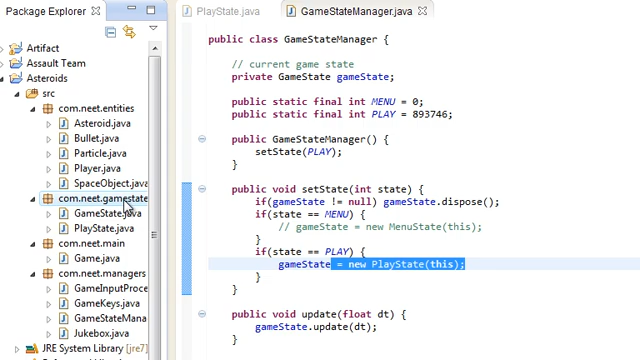 Package Explorer
Artifact
Assault Team
Asteroids
src
com.neet.entities
Asteroid.java
Bullet.java
Particle.java
Player.java
SpaceObject.java
com.neet.gamestate
GameState.java
PlayState.java
com.neet.main
Game.java
com.neet.managers
GameInputProce
GameKeys.java
GameStateMana
Jukebox.java
JRE System Library [jre7]
PlayState.java
GameStateManager.java
public class GameStateManager {
// current game state
private GameState gameState;
public static final int MENU = 0;
public static final int PLAY = 893746;
public GameStateManager() {
setState(PLAY);
}
public void setState(int state) {
if(gameState != null) gameState.dispose();
if(state == MENU) {
// gameState = new MenuState(this);
}
if(state == PLAY) {
gameState = new PlayState(this);
}
}
public void update(float dt) {
gameState.update(dt);
}